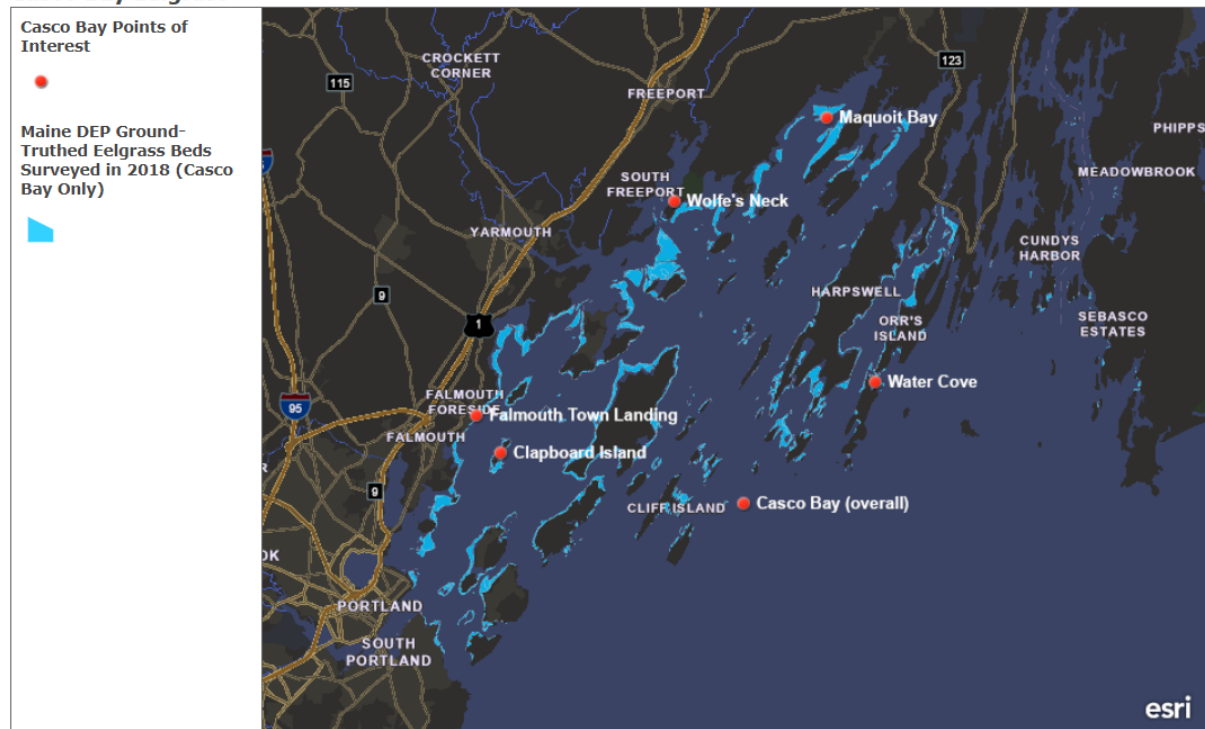 Casco Bay Points of
Interest
Maine DEP Ground-
Truthed Eelgrass Beds
Surveyed in 2018 (Casco
Bay Only)
CROCKETT
CORNER
115
123
FREEPORT
Maquoit Bay
PHIPPS
MEADOWBROOK
SOUTH
FREEPORT
Wolfe's Neck
YARMOUTH
CUNDYS
HARBOR
9
HARPSWELL
1
ORR'S
ISLAND
SEBASCO
ESTATES
Water Cove
95
FALMOUTH
FORESIDE
Falmouth Town Landing
FALMOUTH
Clapboard Island
9
CLIFF ISLAND
Casco Bay (overall)
OK
PORTLAND
SOUTH
PORTLAND
esri